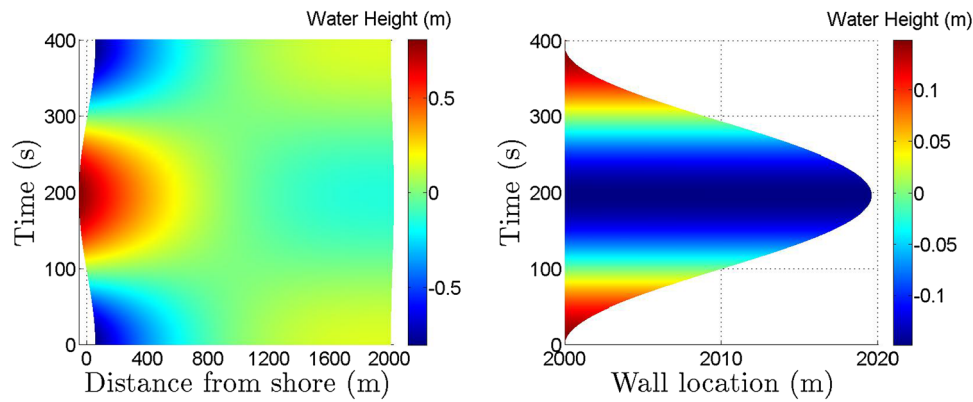 Water Height (m)
400
300
200
100
0
Time (s)
0 400 800 1200 1600 2000
Distance from shore (m)
0.5
0
-0.5
Water Height (m)
400
300
200
100
0
Time (s)
2000 2010 2020
Wall location (m)
0.1
0.05
0
-0.05
-0.1